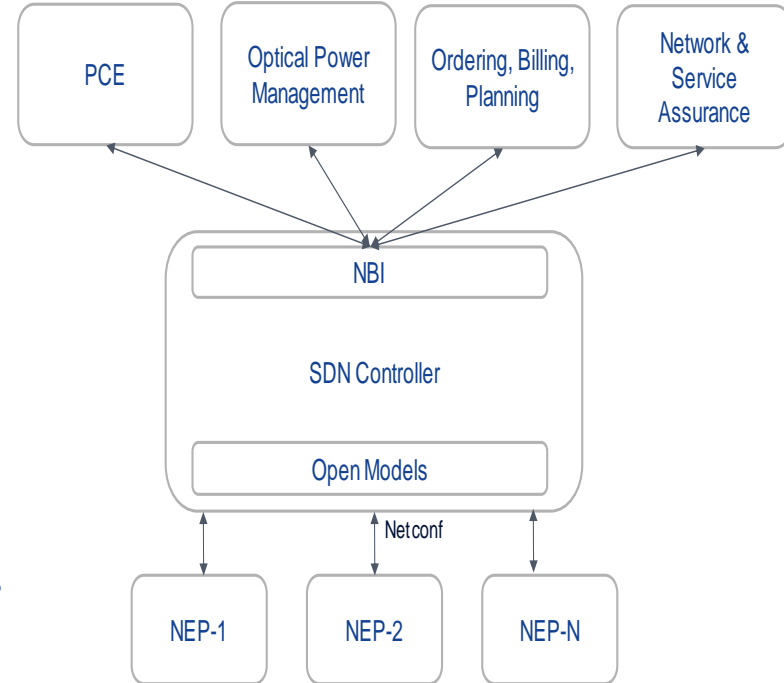 PCE
Optical Power
Management
Ordering, Billing,
Planning
Network &
Service
Assurance
NBI
SDN Controller
Open Models
Netconf
NEP-1
NEP-2
NEP-N